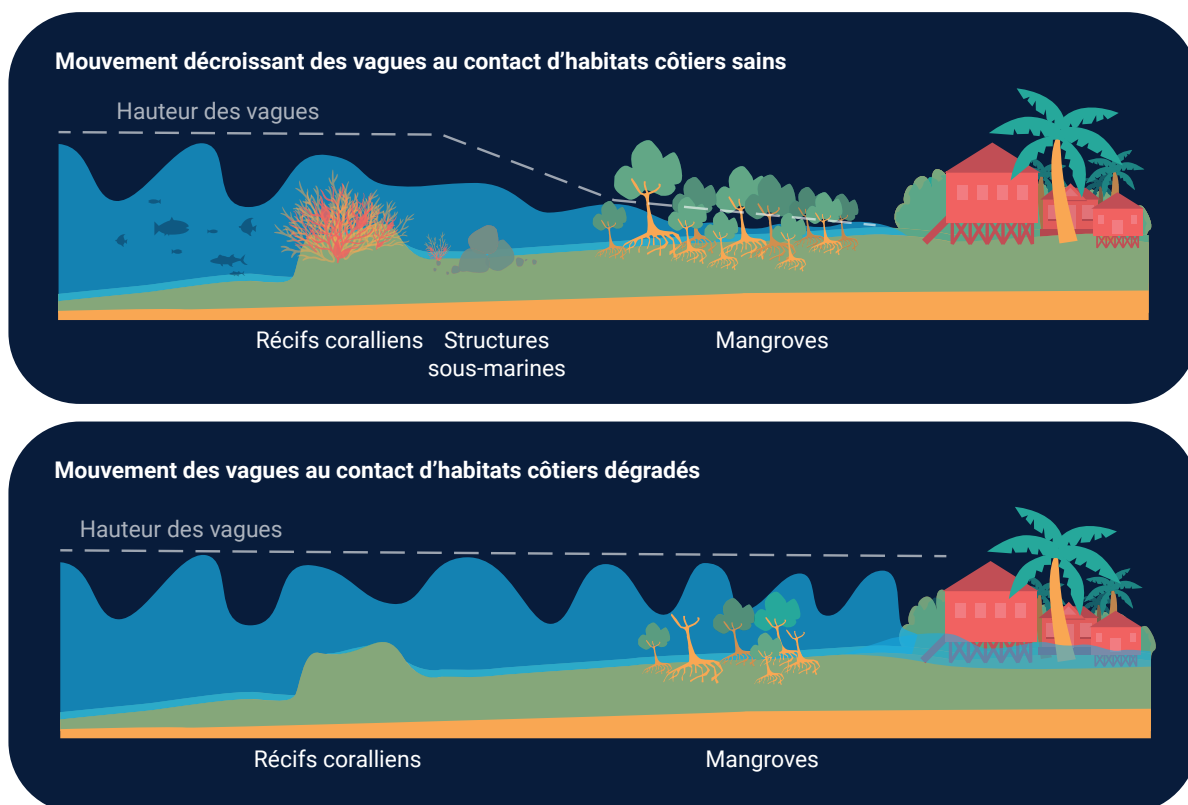 Mouvement décroissant des vagues au contact d’habitats côtiers sains
Hauteur des vagues
Récifs coralliens
Structures
sous-marines
Mangroves
Mouvement des vagues au contact d’habitats côtiers dégradés
Hauteur des vagues
Récifs coralliens
Mangroves